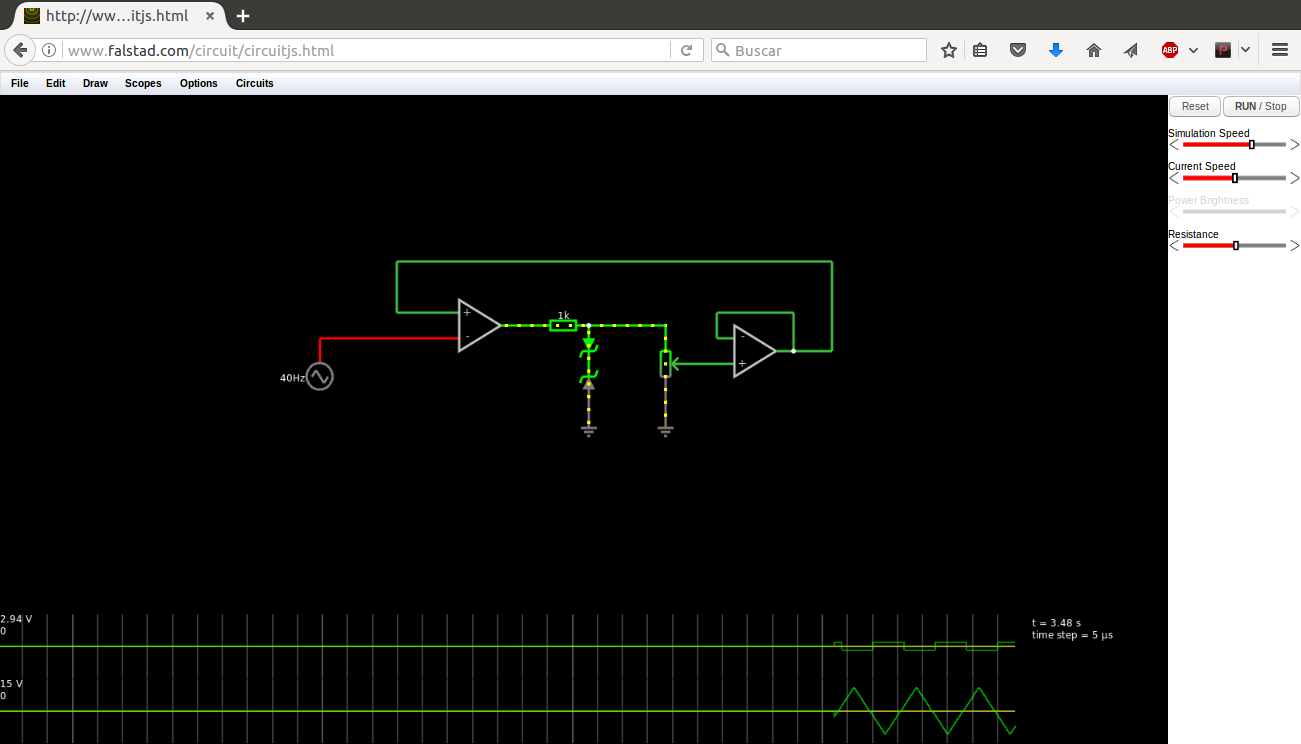 http://ww…itjs.html × +
www.falstad.com/circuit/circuitjs.html
Buscar
ABP
P
File Edit Draw Scopes Options Circuits
Reset RUN / Stop
Simulation Speed
Current Speed
Power Brightness
Resistance
1k
+
-
-
+
40Hz
2.94 V
0
t = 3.48 s
time step = 5 µs
15 V
0